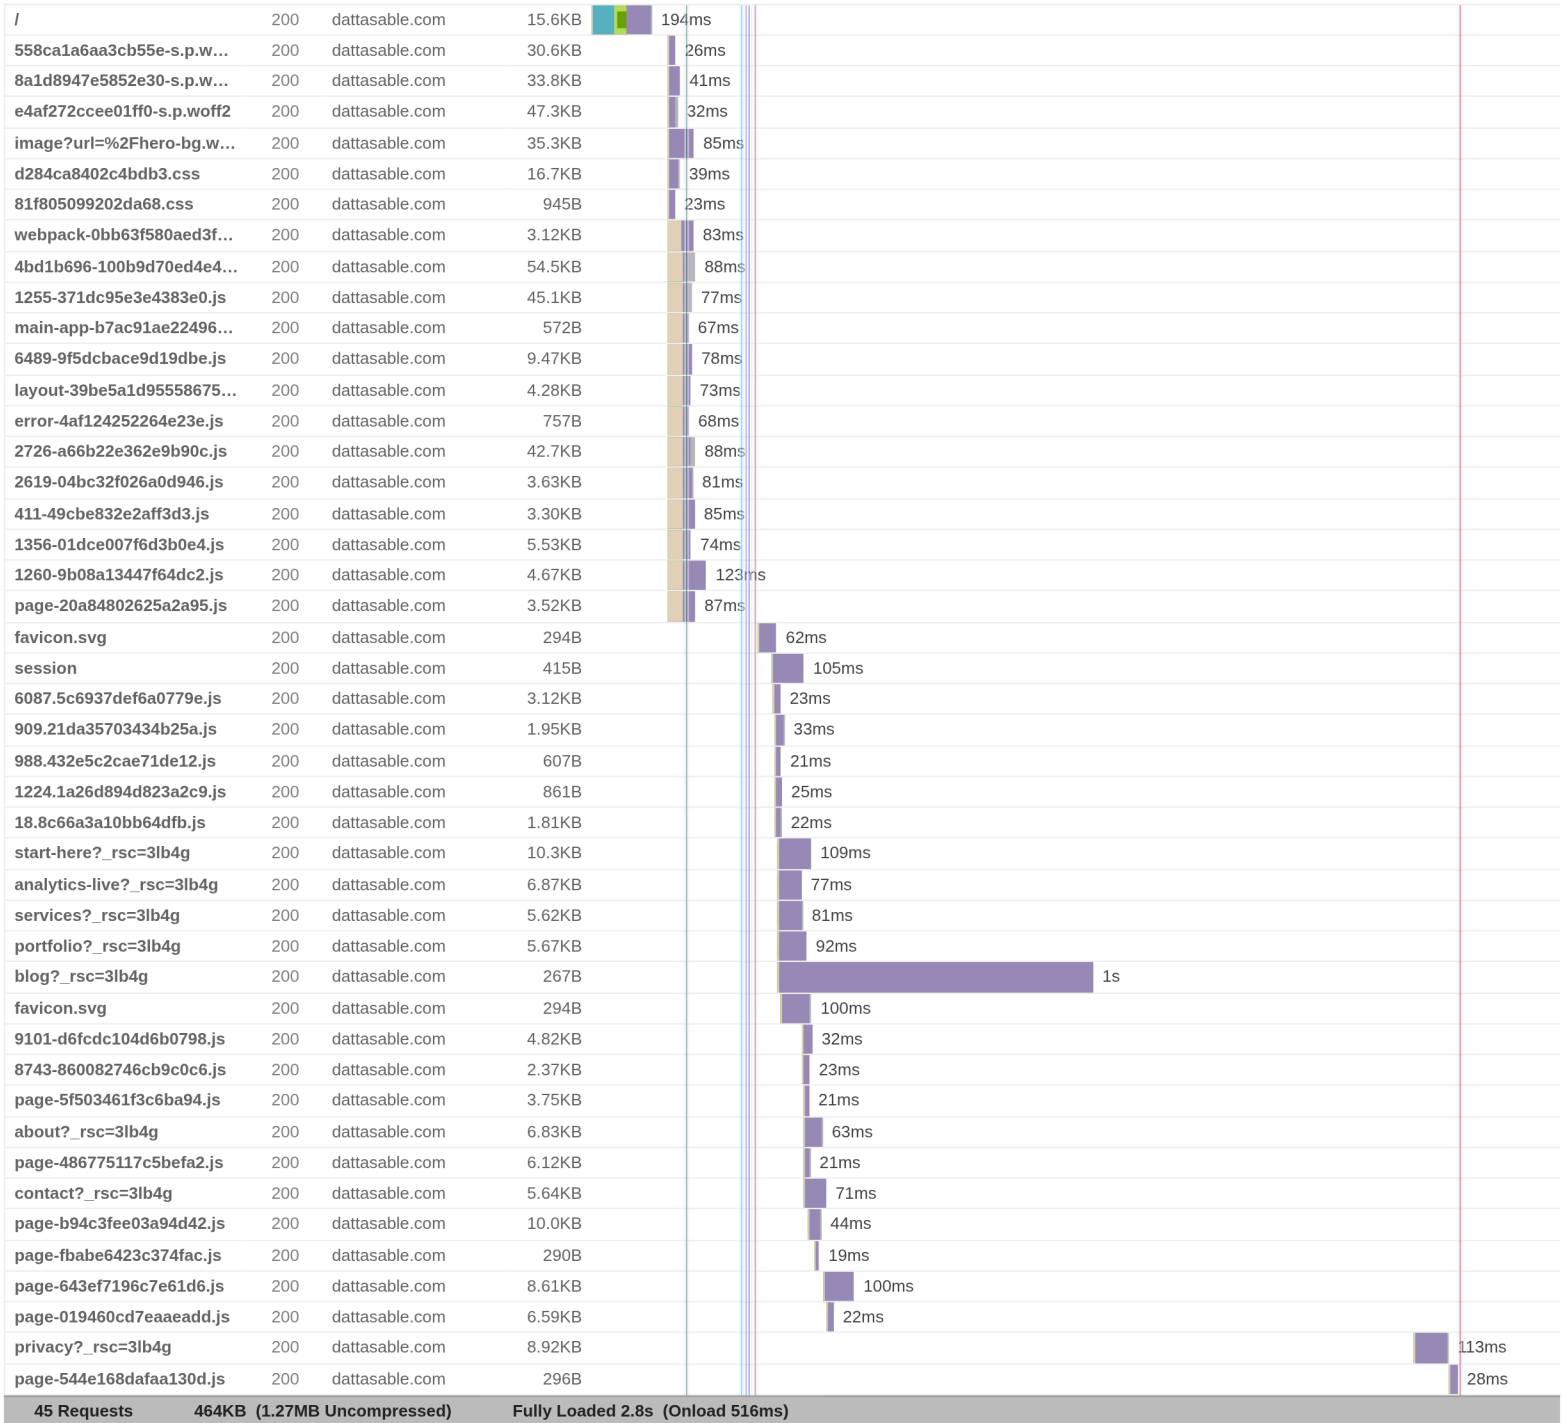 / 200 dattasable.com 15.6KB 194ms
558ca1a6aa3cb55e-s.p.w… 200 dattasable.com 30.6KB 26ms
8a1d8947e5852e30-s.p.w… 200 dattasable.com 33.8KB 41ms
e4af272ccee01ff0-s.p.woff2 200 dattasable.com 47.3KB 32ms
image?url=%2Fhero-bg.w… 200 dattasable.com 35.3KB 85ms
d284ca8402c4bdb3.css 200 dattasable.com 16.7KB 39ms
81f805099202da68.css 200 dattasable.com 945B 23ms
webpack-0bb63f580aed3f… 200 dattasable.com 3.12KB 83ms
4bd1b696-100b9d70ed4e4… 200 dattasable.com 54.5KB 88ms
1255-371dc95e3e4383e0.js 200 dattasable.com 45.1KB 77ms
main-app-b7ac91ae22496… 200 dattasable.com 572B 67ms
6489-9f5dcbace9d19dbe.js 200 dattasable.com 9.47KB 78ms
layout-39be5a1d95558675… 200 dattasable.com 4.28KB 73ms
error-4af124252264e23e.js 200 dattasable.com 757B 68ms
2726-a66b22e362e9b90c.js 200 dattasable.com 42.7KB 88ms
2619-04bc32f026a0d946.js 200 dattasable.com 3.63KB 81ms
411-49cbe832e2aff3d3.js 200 dattasable.com 3.30KB 85ms
1356-01dce007f6d3b0e4.js 200 dattasable.com 5.53KB 74ms
1260-9b08a13447f64dc2.js 200 dattasable.com 4.67KB 123ms
page-20a84802625a2a95.js 200 dattasable.com 3.52KB 87ms
favicon.svg 200 dattasable.com 294B 62ms
session 200 dattasable.com 415B 105ms
6087.5c6937def6a0779e.js 200 dattasable.com 3.12KB 23ms
909.21da35703434b25a.js 200 dattasable.com 1.95KB 33ms
988.432e5c2cae71de12.js 200 dattasable.com 607B 21ms
1224.1a26d894d823a2c9.js 200 dattasable.com 861B 25ms
18.8c66a3a10bb64dfb.js 200 dattasable.com 1.81KB 22ms
start-here?_rsc=3lb4g 200 dattasable.com 10.3KB 109ms
analytics-live?_rsc=3lb4g 200 dattasable.com 6.87KB 77ms
services?_rsc=3lb4g 200 dattasable.com 5.62KB 81ms
portfolio?_rsc=3lb4g 200 dattasable.com 5.67KB 92ms
blog?_rsc=3lb4g 200 dattasable.com 267B 1s
favicon.svg 200 dattasable.com 294B 100ms
9101-d6fcdc104d6b0798.js 200 dattasable.com 4.82KB 32ms
8743-860082746cb9c0c6.js 200 dattasable.com 2.37KB 23ms
page-5f503461f3c6ba94.js 200 dattasable.com 3.75KB 21ms
about?_rsc=3lb4g 200 dattasable.com 6.83KB 63ms
page-486775117c5befa2.js 200 dattasable.com 6.12KB 21ms
contact?_rsc=3lb4g 200 dattasable.com 5.64KB 71ms
page-b94c3fee03a94d42.js 200 dattasable.com 10.0KB 44ms
page-fbabe6423c374fac.js 200 dattasable.com 290B 19ms
page-643ef7196c7e61d6.js 200 dattasable.com 8.61KB 100ms
page-019460cd7eaaeadd.js 200 dattasable.com 6.59KB 22ms
privacy?_rsc=3lb4g 200 dattasable.com 8.92KB 113ms
page-544e168dafaa130d.js 200 dattasable.com 296B 28ms
45 Requests 464KB (1.27MB Uncompressed) Fully Loaded 2.8s (Onload 516ms)